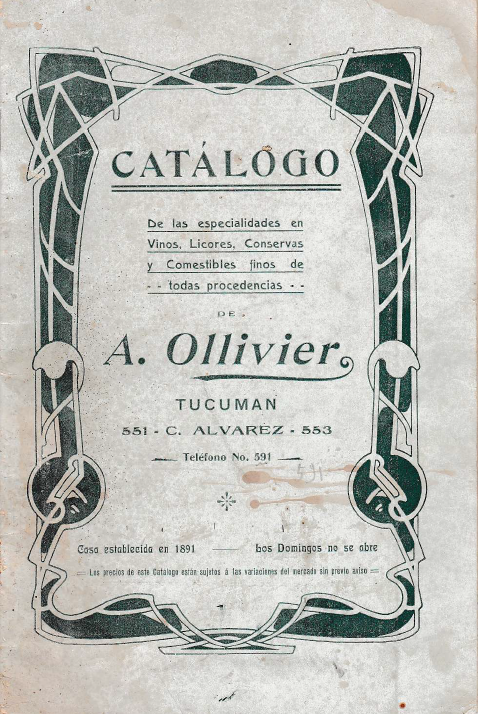 CATÁLOGO
De las especialidades en
Vinos, Licores, Conservas
y Comestibles finos de
- - todas procedencias - -
DE
A. Ollivier
TUCUMAN
551 - C. ALVAREZ - 553
Teléfono No. 591
Casa establecida en 1891 —— Los Domingos no se abre
Los precios de este Catálogo están sujetos á las variaciones del mercado sin previo aviso